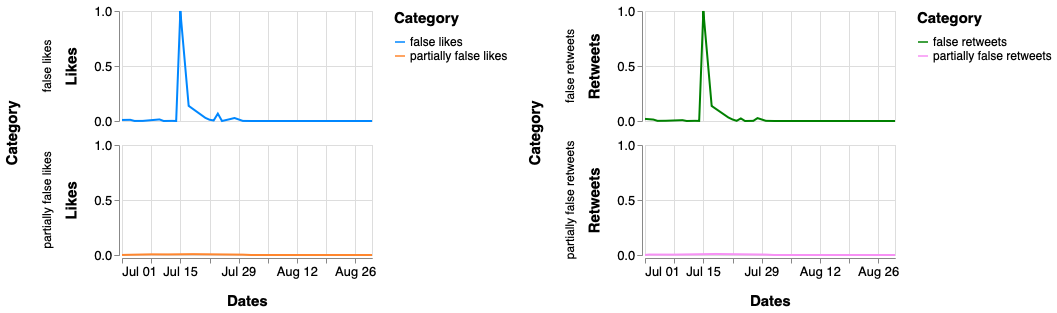 Category
false likes
Likes
1.0
0.5
0.0
partially false likes
Likes
1.0
0.5
0.0
Jul 01 Jul 15 Jul 29 Aug 12 Aug 26
Dates
Category
false likes
partially false likes
Category
false retweets
Retweets
1.0
0.5
0.0
partially false retweets
Retweets
1.0
0.5
0.0
Jul 01 Jul 15 Jul 29 Aug 12 Aug 26
Dates
Category
false retweets
partially false retweets